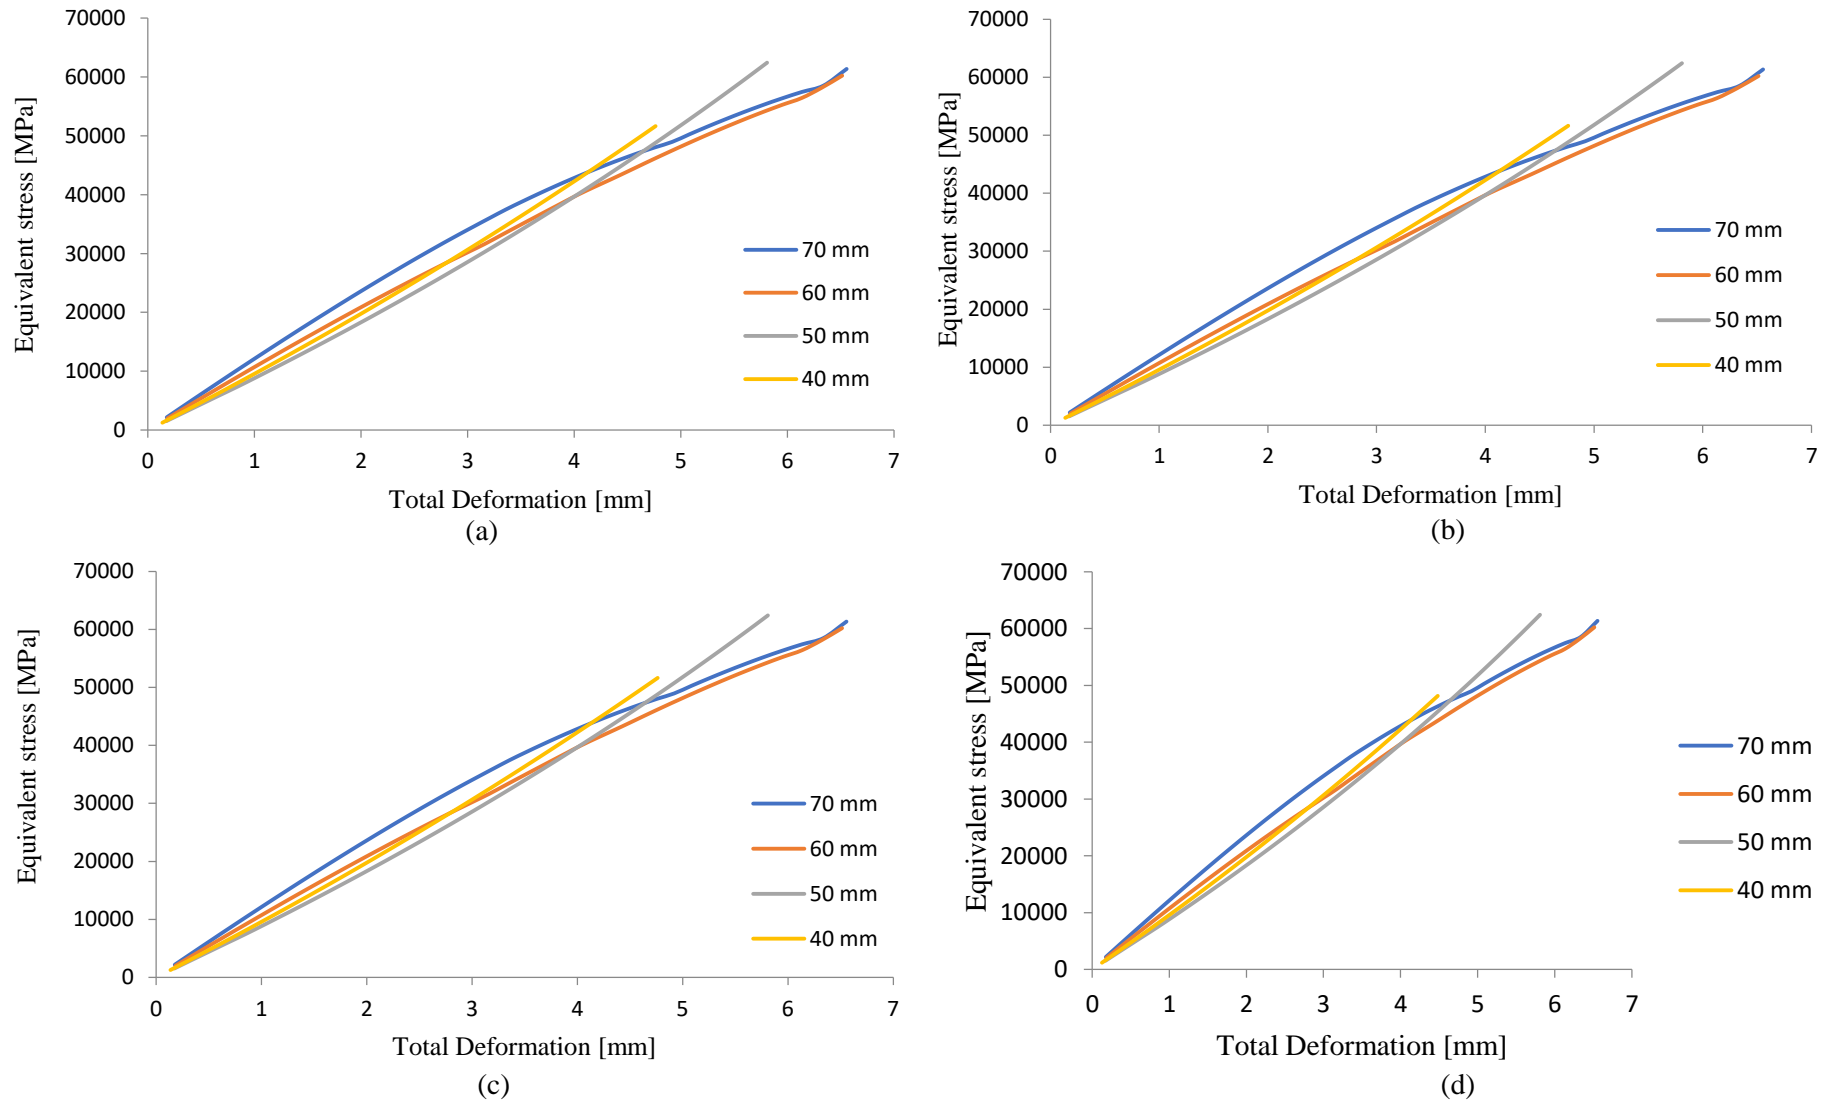 70000
60000
50000
40000
30000
20000
10000
0
0 1 2 3 4 5 6 7
Equivalent stress [MPa]
Total Deformation [mm]
70 mm
60 mm
50 mm
40 mm
(a)
70000
60000
50000
40000
30000
20000
10000
0
0 1 2 3 4 5 6 7
Equivalent stress [MPa]
Total Deformation [mm]
70 mm
60 mm
50 mm
40 mm
(b)
70000
60000
50000
40000
30000
20000
10000
0
0 1 2 3 4 5 6 7
Equivalent stress [MPa]
Total Deformation [mm]
70 mm
60 mm
50 mm
40 mm
(c)
70000
60000
50000
40000
30000
20000
10000
0
0 1 2 3 4 5 6 7
Equivalent stress [MPa]
Total Deformation [mm]
70 mm
60 mm
50 mm
40 mm
(d)